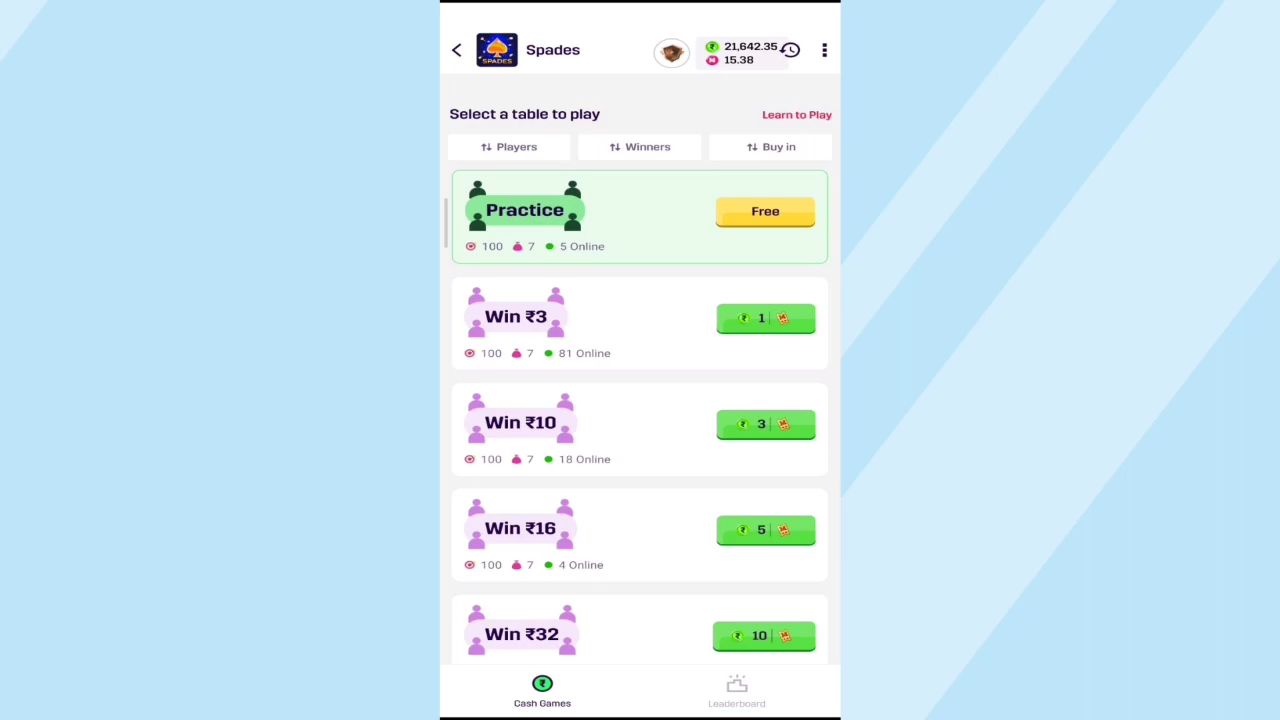 SPADES
Spades
₹ 21,642.35
M 15.38
Select a table to play
Learn to Play
Players
Winners
Buy in
Practice
Free
100 7 5 Online
Win ₹3
₹ 1
100 7 81 Online
Win ₹10
₹ 3
100 7 18 Online
Win ₹16
₹ 5
100 7 4 Online
Win ₹32
₹ 10
₹
Cash Games
Leaderboard